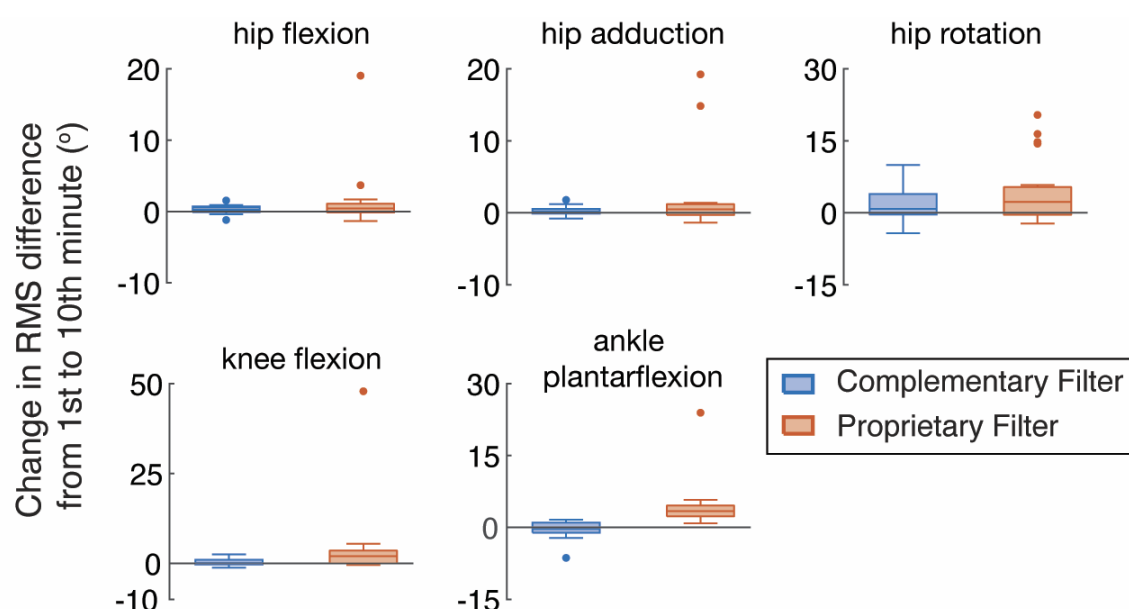 Change in RMS difference
from 1st to 10th minute (°)
hip flexion
20
10
0
-10
hip adduction
20
10
0
-10
hip rotation
30
15
0
-15
knee flexion
50
25
0
-10
ankle
plantarflexion
30
15
0
-15
Complementary Filter
Proprietary Filter